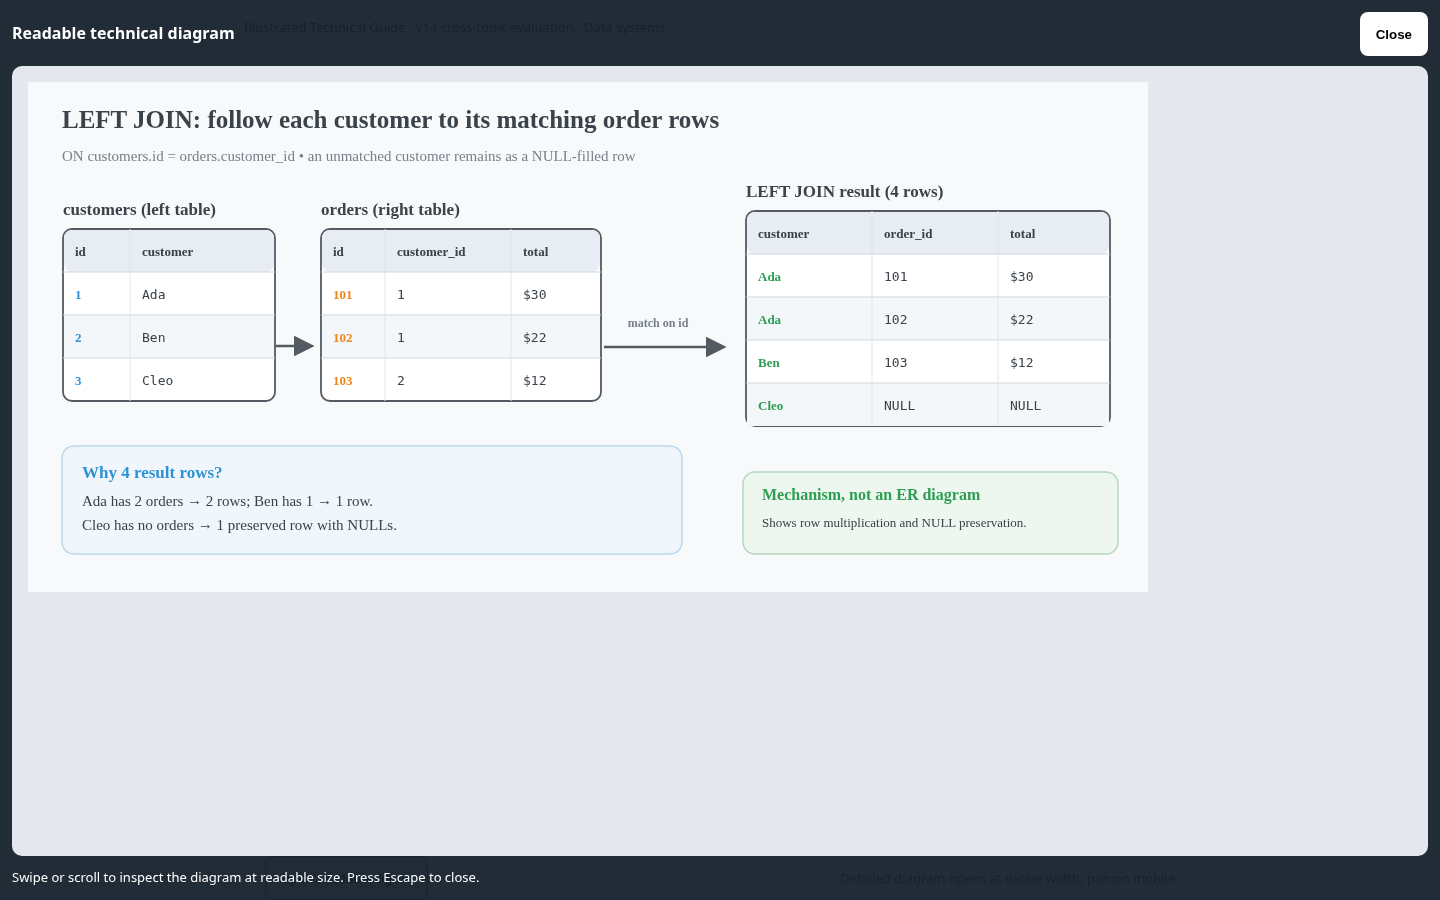 Readable technical diagram
Illustrated Technical Guide · v14 cross-topic evaluation · Data systems
Close
LEFT JOIN: follow each customer to its matching order rows
ON customers.id = orders.customer_id • an unmatched customer remains as a NULL-filled row
customers (left table)
id customer
1 Ada
2 Ben
3 Cleo
orders (right table)
id customer_id total
101 1 $30
102 1 $22
103 2 $12
match on id
LEFT JOIN result (4 rows)
customer order_id total
Ada 101 $30
Ada 102 $22
Ben 103 $12
Cleo NULL NULL
Why 4 result rows?
Ada has 2 orders → 2 rows; Ben has 1 → 1 row.
Cleo has no orders → 1 preserved row with NULLs.
Mechanism, not an ER diagram
Shows row multiplication and NULL preservation.
Swipe or scroll to inspect the diagram at readable size. Press Escape to close.
Detailed diagram opens at native width; pan on mobile